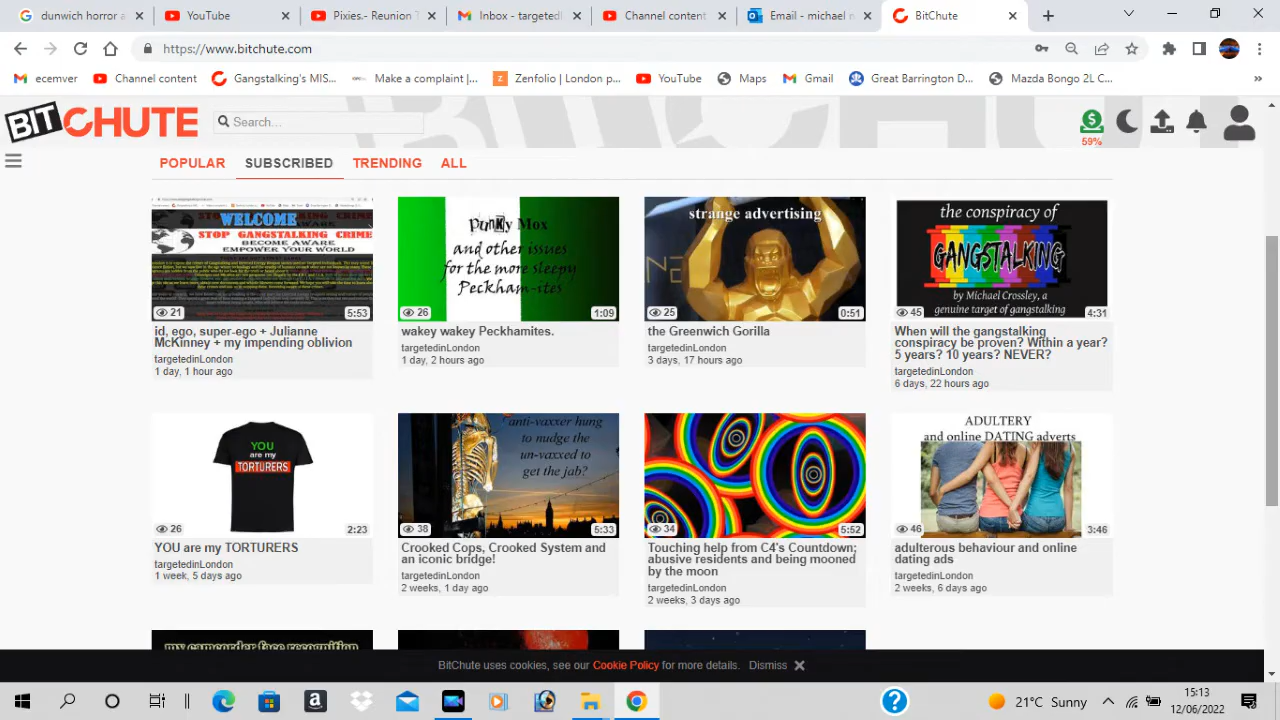 dunwich horror au
YouTube
Pixies.- Reunion T
Inbox - targetedi
Channel content
Email - michael n
BitChute
https://www.bitchute.com
ecemver
Channel content
Gangstalking's MIS...
Make a complaint |...
Zenfolio | London p...
YouTube
Maps
Gmail
Great Barrington D...
Mazda Bongo 2L C...
BITCHUTE
Search...
59%
POPULAR
SUBSCRIBED
TRENDING
ALL
WELCOME
STOP GANGSTALKING CRIME
BECOME AWARE
EMPOWER YOUR WORLD
21
5:53
id, ego, super-ego + Julianne
McKinney + my impending oblivion
targetedinLondon
1 day, 1 hour ago
Punky Mox
and other issues
for the more sleepy
Peckham-ites
26
1:09
wakey wakey Peckhamites.
targetedinLondon
1 day, 2 hours ago
strange advertising
25
0:51
the Greenwich Gorilla
targetedinLondon
3 days, 17 hours ago
the conspiracy of
GANGSTALKING
by Michael Crossley, a
genuine target of gangstalking
45
4:31
When will the gangstalking
conspiracy be proven? Within a year?
5 years? 10 years? NEVER?
targetedinLondon
6 days, 22 hours ago
YOU
are my
TORTURERS
26
2:23
YOU are my TORTURERS
targetedinLondon
1 week, 5 days ago
anti-vaxxer hung
to nudge the
un-vaxxed to
get the jab?
38
5:33
Crooked Cops, Crooked System and
an iconic bridge!
targetedinLondon
2 weeks, 1 day ago
34
5:52
Touching help from C4's Countdown;
abusive residents and being mooned
by the moon
targetedinLondon
2 weeks, 3 days ago
ADULTERY
and online DATING adverts
46
3:46
adulterous behaviour and online
dating ads
targetedinLondon
2 weeks, 6 days ago
my camcorder face recognition
BitChute uses cookies, see our Cookie Policy for more details. Dismiss
21°C Sunny
15:13
12/06/2022